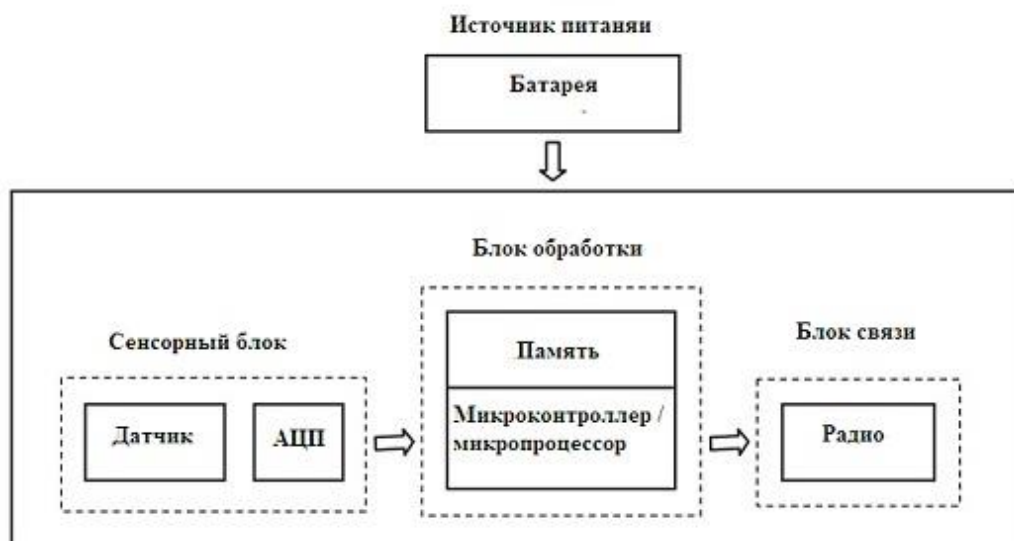 Источник питаняи
Батарея
Блок обработки
Сенсорный блок
Память
Блок связи
Датчик
АЦП
Микроконтроллер /
микропроцессор
Радио